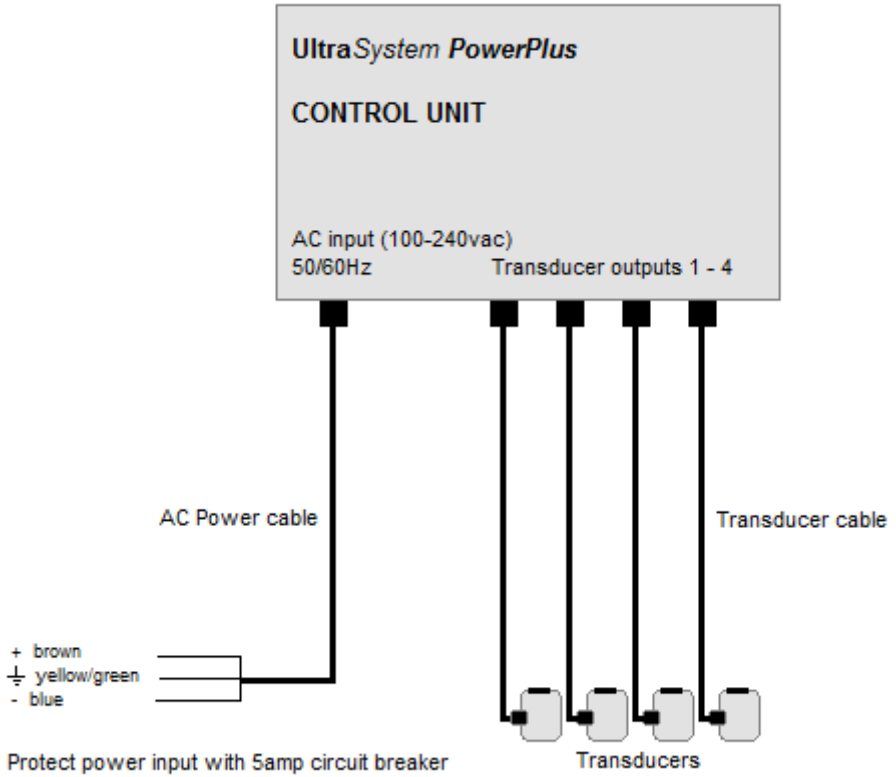 UltraSystem PowerPlus
CONTROL UNIT
AC input (100-240vac)
50/60Hz
Transducer outputs 1 - 4
AC Power cable
Transducer cable
+ brown
yellow/green
- blue
Protect power input with 5amp circuit breaker
Transducers